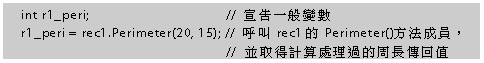 int r1_peri; // 宣告一般變數
r1_peri = rec1.Perimeter(20, 15); // 呼叫 rec1 的 Perimeter()方法成員，
// 並取得計算處理過的周長傳回值